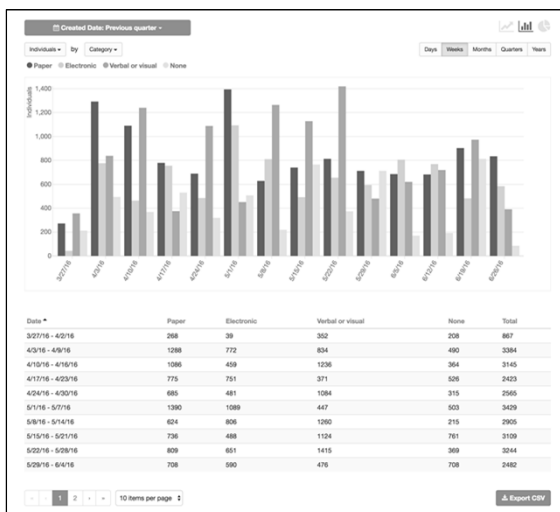 Created Date: Previous quarter
Individuals by Category
Days Weeks Months Quarters Years
Paper Electronic Verbal or visual None
Individuals
1,400
1,200
1,000
800
600
400
200
0
3/27/16 4/3/16 4/10/16 4/17/16 4/24/16 5/1/16 5/8/16 5/15/16 5/22/16 5/29/16 6/5/16 6/12/16 6/19/16 6/26/16
Date Paper Electronic Verbal or visual None Total
3/27/16 - 4/2/16 268 39 352 208 867
4/3/16 - 4/9/16 1288 772 834 490 3384
4/10/16 - 4/16/16 1086 459 1236 364 3145
4/17/16 - 4/23/16 775 751 371 526 2423
4/24/16 - 4/30/16 685 481 1084 315 2565
5/1/16 - 5/7/16 1390 1089 447 503 3429
5/8/16 - 5/14/16 624 806 1260 215 2905
5/15/16 - 5/21/16 736 488 1124 761 3109
5/22/16 - 5/28/16 809 651 1415 369 3244
5/29/16 - 6/4/16 708 590 476 708 2482
1 2 10 items per page Export CSV